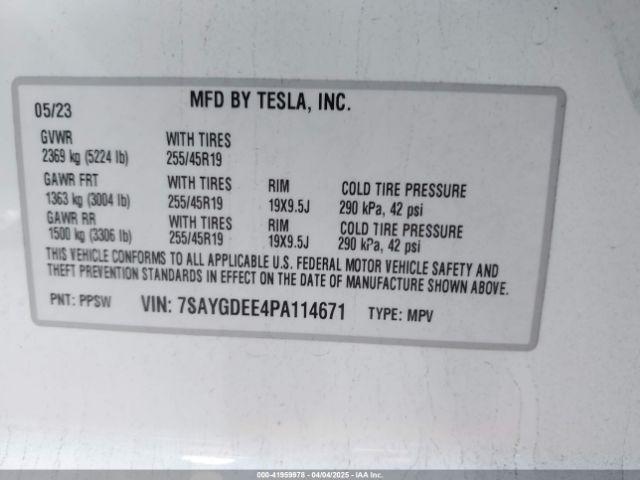 MFD BY TESLA, INC.
05/23
GVWR WITH TIRES
2369 kg (5224 lb) 255/45R19
GAWR FRT WITH TIRES RIM COLD TIRE PRESSURE
1363 kg (3004 lb) 255/45R19 19X9.5J 290 kPa, 42 psi
GAWR RR WITH TIRES RIM COLD TIRE PRESSURE
1500 kg (3306 lb) 255/45R19 19X9.5J 290 kPa, 42 psi
THIS VEHICLE CONFORMS TO ALL APPLICABLE U.S. FEDERAL MOTOR VEHICLE SAFETY AND
THEFT PREVENTION STANDARDS IN EFFECT ON THE DATE OF MANUFACTURE SHOWN ABOVE.
PNT: PPSW VIN: 7SAYGDEE4PA114671 TYPE: MPV
000-41959978 - 04/04/2025 - IAA Inc.